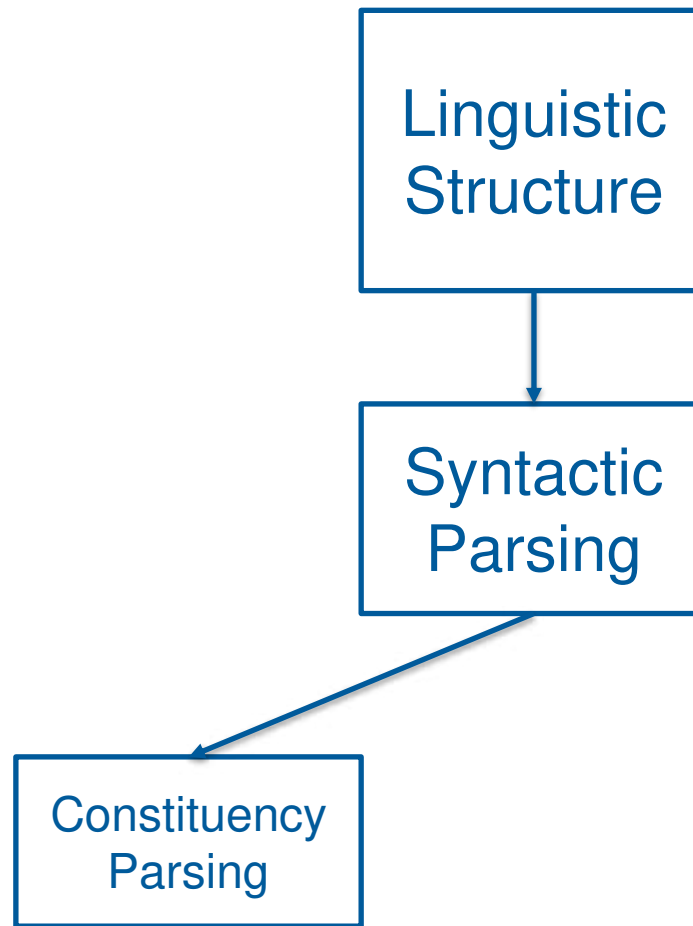 Linguistic
Structure
Syntactic
Parsing
Constituency
Parsing